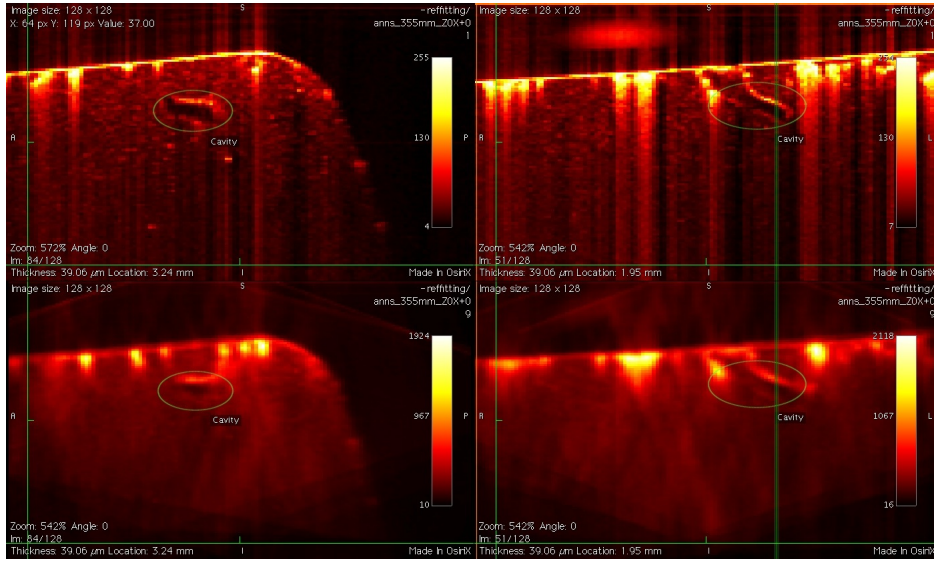 Image size: 128 x 128
X: 64 px Y: 119 px Value: 37.00
S
-reffitting/
anns_355mm_Z0X+0
1
255
130
4
A
P
Cavity
Zoom: 572% Angle: 0
Im: 84/128
Thickness: 39.06 µm Location: 3.24 mm
I
Made In OsiriX
Image size: 128 x 128
S
-reffitting/
anns_355mm_Z0X+0
1
130
7
A
L
Cavity
Zoom: 542% Angle: 0
Im: 51/128
Thickness: 39.06 µm Location: 1.95 mm
I
Made In OsiriX
Image size: 128 x 128
S
-reffitting/
anns_355mm_Z0X+0
9
1924
967
10
A
P
Cavity
Zoom: 542% Angle: 0
Im: 84/128
Thickness: 39.06 µm Location: 3.24 mm
I
Made In OsiriX
Image size: 128 x 128
S
-reffitting/
anns_355mm_Z0X+0
9
2118
1067
16
A
L
Cavity
Zoom: 542% Angle: 0
Im: 51/128
Thickness: 39.06 µm Location: 1.95 mm
I
Made In OsiriX